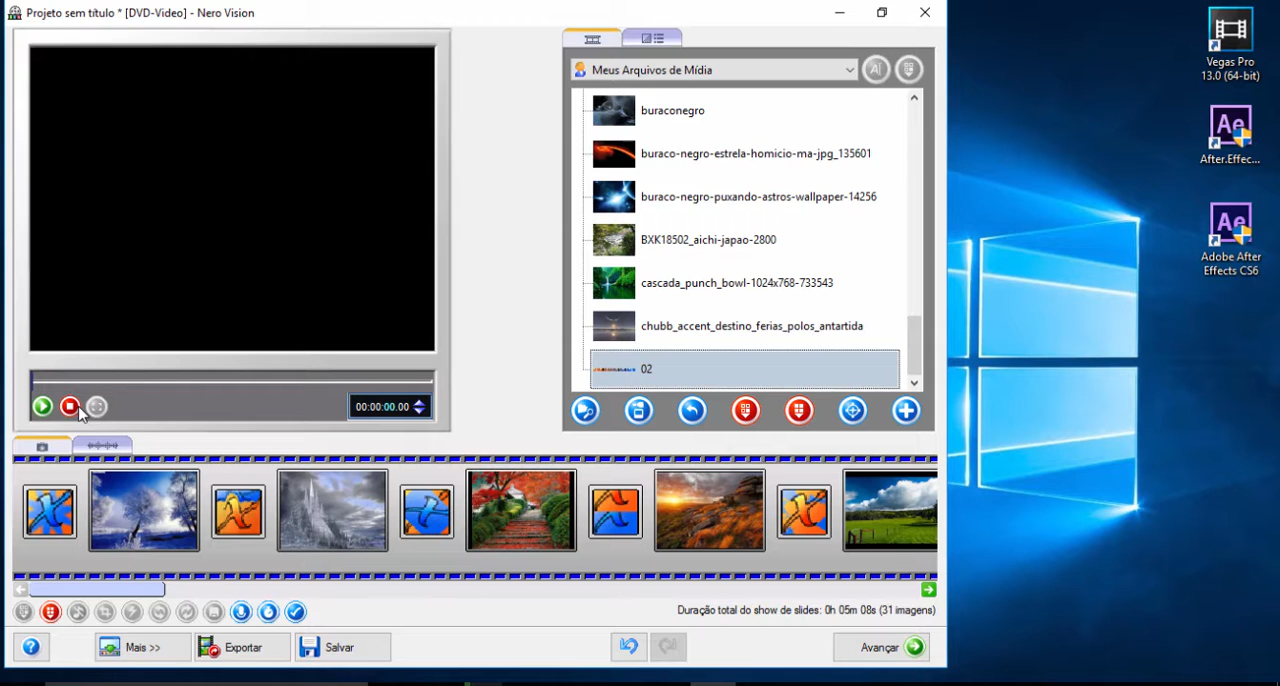 Projeto sem título * [DVD-Video] - Nero Vision
Meus Arquivos de Mídia
buraconegro
buraco-negro-estrela-homicio-ma-jpg_135601
buraco-negro-puxando-astros-wallpaper-14256
BXK18502_aichi-japao-2800
cascada_punch_bowl-1024x768-733543
chubb_accent_destino_ferias_polos_antartida
02
00:00:00.00
Duração total do show de slides: 0h 05m 08s (31 imagens)
Mais >>
Exportar
Salvar
Avançar
Vegas Pro
13.0 (64-bit)
Ae
After.Effec...
Ae
Adobe After
Effects CS6